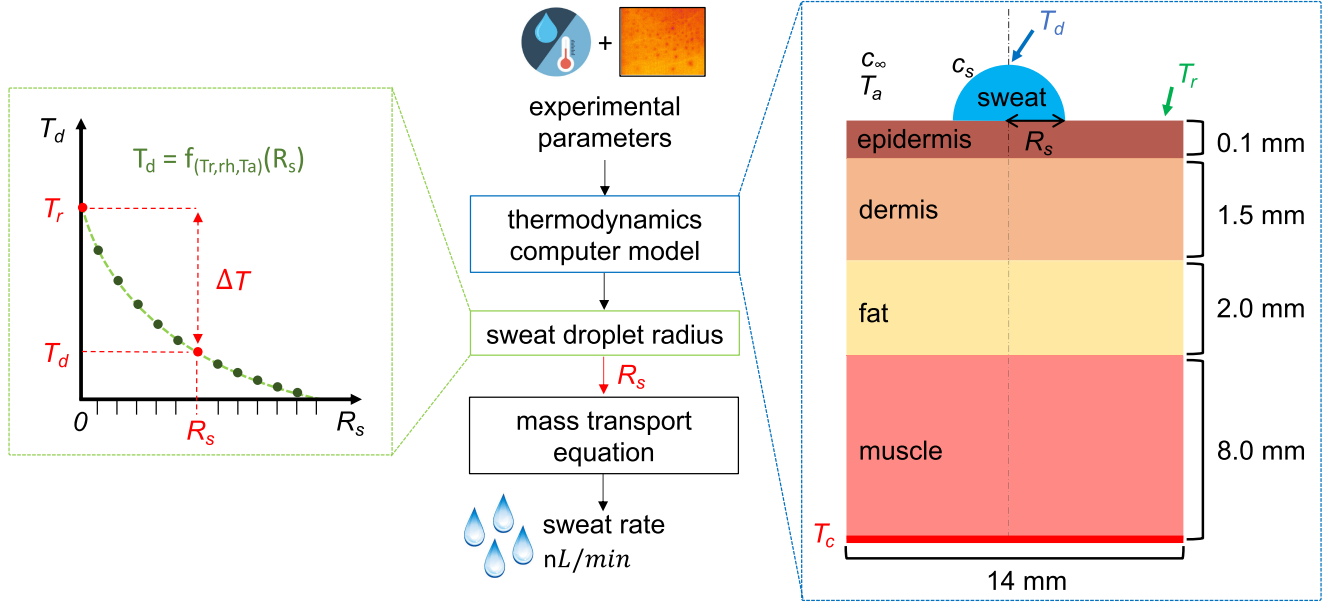 T_d
T_d = f_(Tr,rh,Ta)(R_s)
T_r
ΔT
T_d
0
R_s
R_s
+
experimental
parameters
thermodynamics
computer model
sweat droplet radius
R_s
mass transport
equation
sweat rate
nL/min
T_d
c_∞
T_a
c_s
sweat
T_r
epidermis
R_s
0.1 mm
dermis
1.5 mm
fat
2.0 mm
muscle
8.0 mm
T_c
14 mm